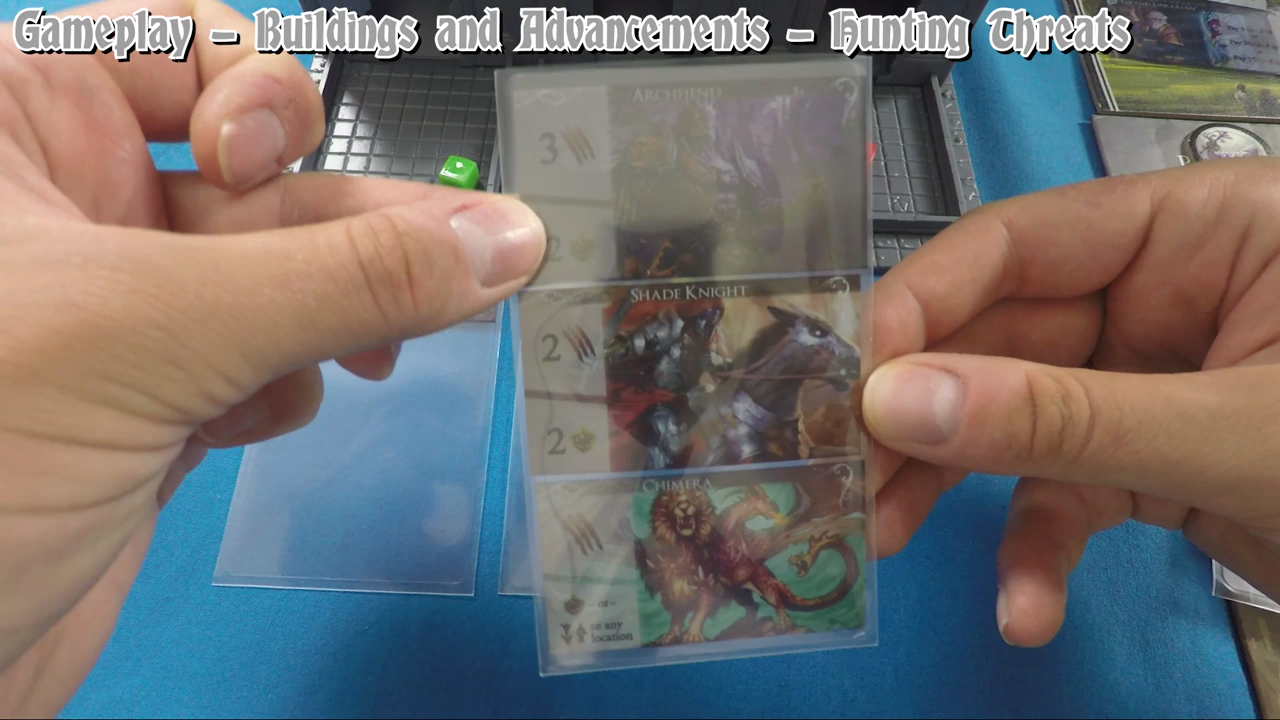 Gameplay – Buildings and Advancements – Hunting Threats
ARCHFIEND
3
2
SHADE KNIGHT
2
2
CHIMERA
- or -
to any
location